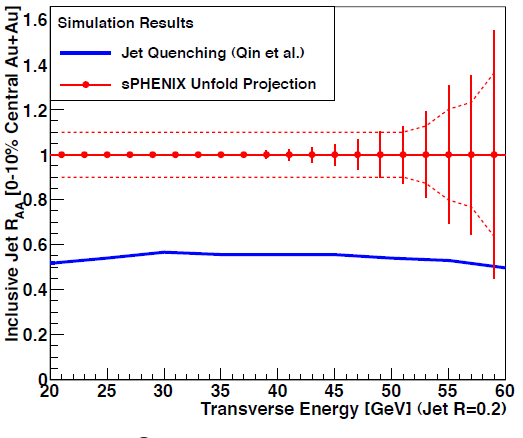 Simulation Results
Jet Quenching (Qin et al.)
sPHENIX Unfold Projection
Inclusive Jet RAA [0-10% Central Au+Au]
1.6
1.4
1.2
1
0.8
0.6
0.4
0.2
0
20 25 30 35 40 45 50 55 60
Transverse Energy [GeV] (Jet R=0.2)